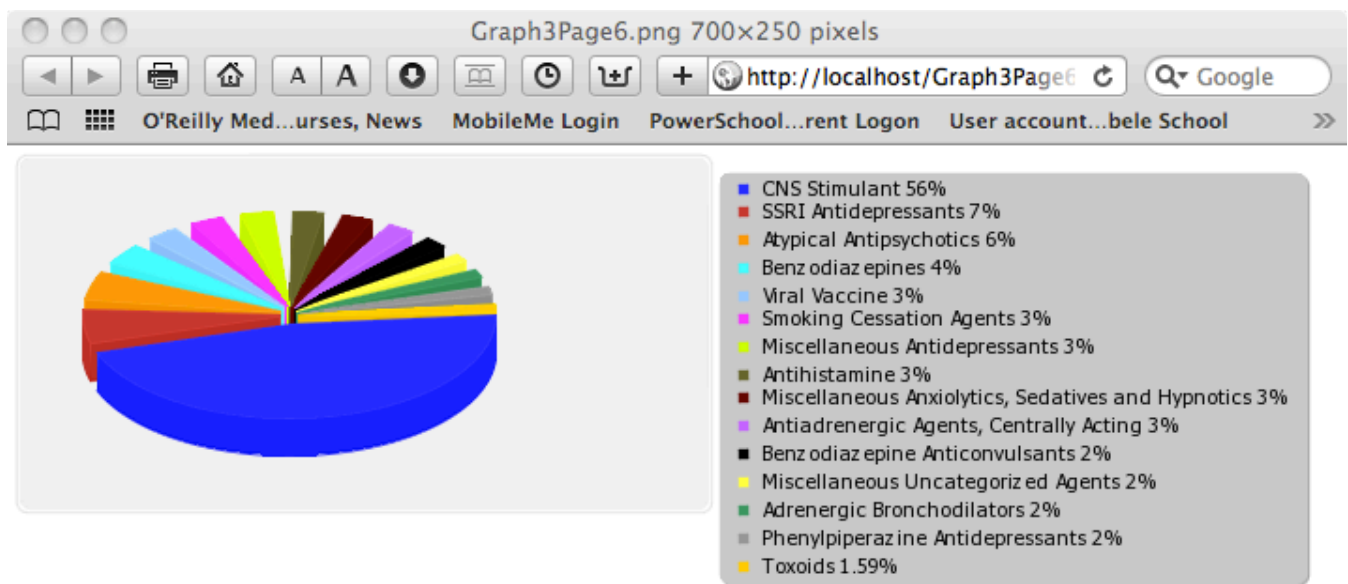 Graph3Page6.png 700×250 pixels
A A http://localhost/Graph3Page6 Google
O'Reilly Med...urses, News MobileMe Login PowerSchool...rent Logon User account...bele School
CNS Stimulant 56%
SSRI Antidepressants 7%
Atypical Antipsychotics 6%
Benzodiazepines 4%
Viral Vaccine 3%
Smoking Cessation Agents 3%
Miscellaneous Antidepressants 3%
Antihistamine 3%
Miscellaneous Anxiolytics, Sedatives and Hypnotics 3%
Antiadrenergic Agents, Centrally Acting 3%
Benzodiazepine Anticonvulsants 2%
Miscellaneous Uncategorized Agents 2%
Adrenergic Bronchodilators 2%
Phenylpiperazine Antidepressants 2%
Toxoids 1.59%